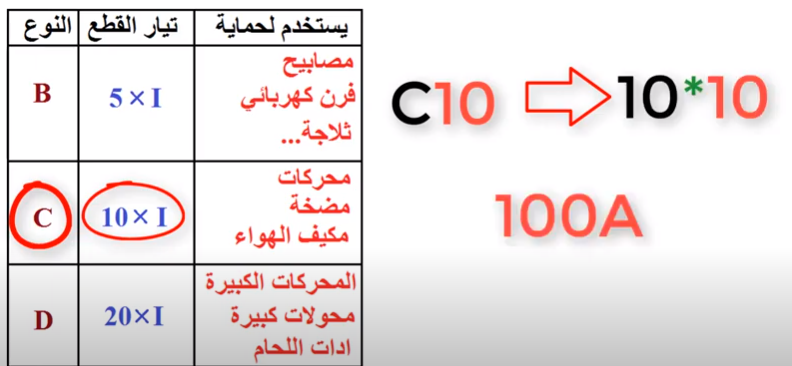 النوع
تيار القطع
يستخدم لحماية
B
5×I
مصابيح
فرن كهربائي
ثلاجة...
C
10×I
محركات
مضخة
مكيف الهواء
D
20×I
المحركات الكبيرة
محولات كبيرة
ادات اللحام
C10 10*10
100A